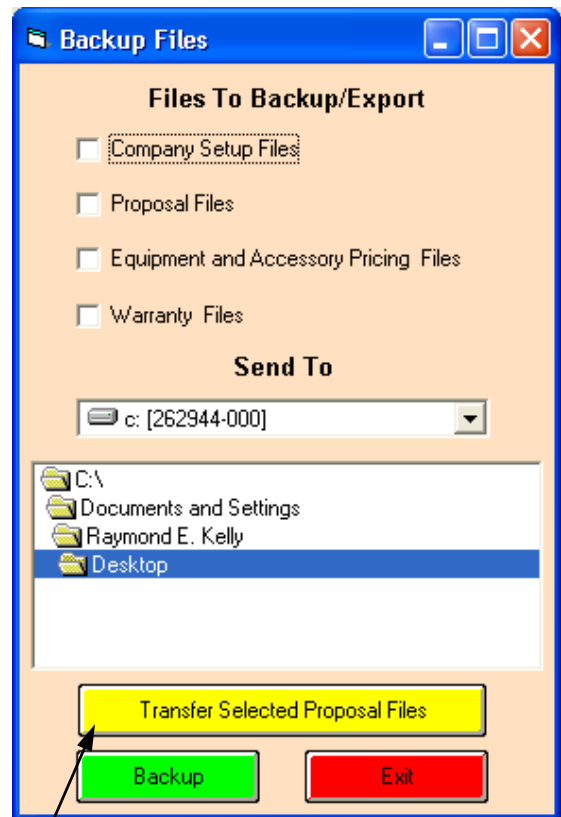 Backup Files
Files To Backup/Export
Company Setup Files
Proposal Files
Equipment and Accessory Pricing Files
Warranty Files
Send To
c: [262944-000]
C:\
Documents and Settings
Raymond E. Kelly
Desktop
Transfer Selected Proposal Files
Backup Exit